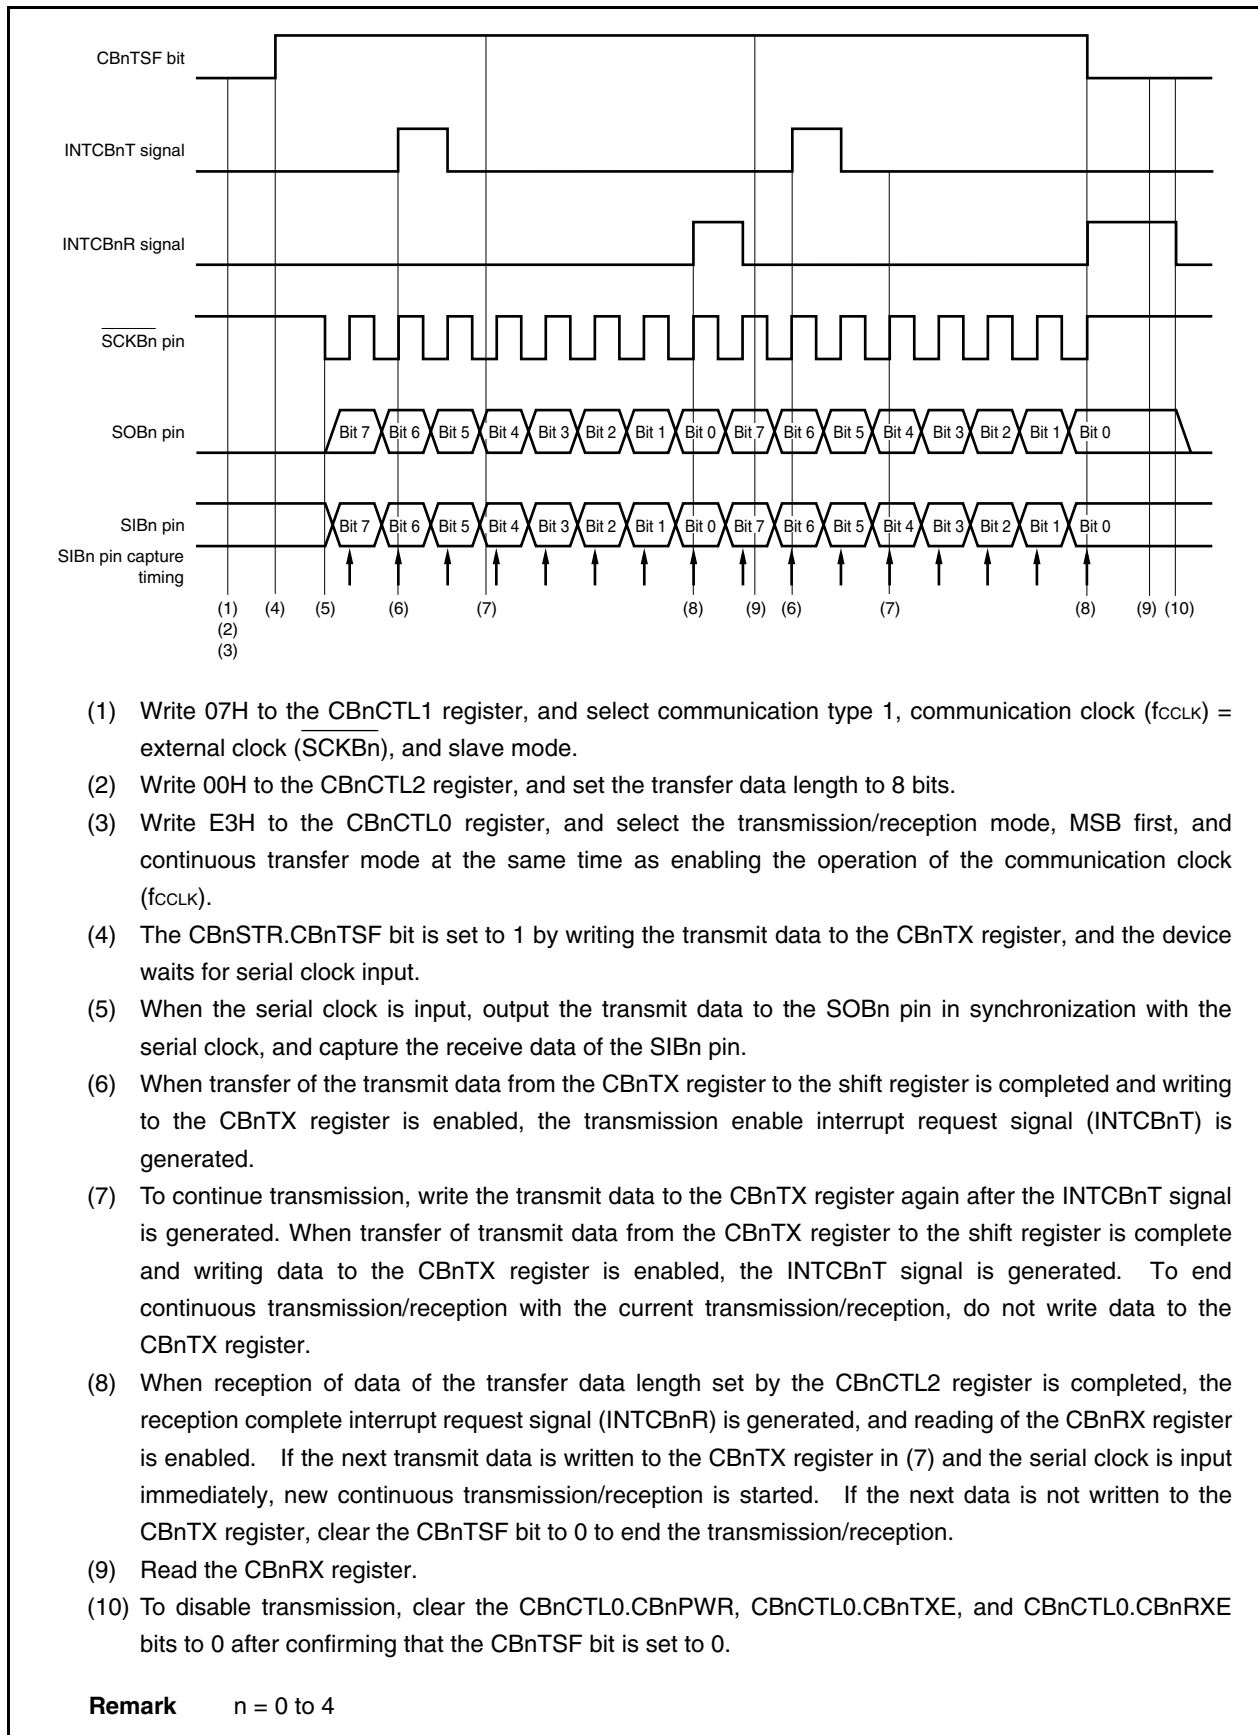 CBnTSF bit
INTCBnT signal
INTCBnR signal
SCKBn pin
SOBn pin
Bit 7 Bit 6 Bit 5 Bit 4 Bit 3 Bit 2 Bit 1 Bit 0 Bit 7 Bit 6 Bit 5 Bit 4 Bit 3 Bit 2 Bit 1 Bit 0
SIBn pin
Bit 7 Bit 6 Bit 5 Bit 4 Bit 3 Bit 2 Bit 1 Bit 0 Bit 7 Bit 6 Bit 5 Bit 4 Bit 3 Bit 2 Bit 1 Bit 0
SIBn pin capture
timing
(1) (4) (5) (6) (7) (8) (9) (6) (7) (8) (9) (10)
(2)
(3)
(1) Write 07H to the CBnCTL1 register, and select communication type 1, communication clock (fCCLK) =
external clock (SCKBn), and slave mode.
(2) Write 00H to the CBnCTL2 register, and set the transfer data length to 8 bits.
(3) Write E3H to the CBnCTL0 register, and select the transmission/reception mode, MSB first, and
continuous transfer mode at the same time as enabling the operation of the communication clock
(fCCLK).
(4) The CBnSTR.CBnTSF bit is set to 1 by writing the transmit data to the CBnTX register, and the device
waits for serial clock input.
(5) When the serial clock is input, output the transmit data to the SOBn pin in synchronization with the
serial clock, and capture the receive data of the SIBn pin.
(6) When transfer of the transmit data from the CBnTX register to the shift register is completed and writing
to the CBnTX register is enabled, the transmission enable interrupt request signal (INTCBnT) is
generated.
(7) To continue transmission, write the transmit data to the CBnTX register again after the INTCBnT signal
is generated. When transfer of transmit data from the CBnTX register to the shift register is complete
and writing data to the CBnTX register is enabled, the INTCBnT signal is generated. To end
continuous transmission/reception with the current transmission/reception, do not write data to the
CBnTX register.
(8) When reception of data of the transfer data length set by the CBnCTL2 register is completed, the
reception complete interrupt request signal (INTCBnR) is generated, and reading of the CBnRX register
is enabled. If the next transmit data is written to the CBnTX register in (7) and the serial clock is input
immediately, new continuous transmission/reception is started. If the next data is not written to the
CBnTX register, clear the CBnTSF bit to 0 to end the transmission/reception.
(9) Read the CBnRX register.
(10) To disable transmission, clear the CBnCTL0.CBnPWR, CBnCTL0.CBnTXE, and CBnCTL0.CBnRXE
bits to 0 after confirming that the CBnTSF bit is set to 0.
Remark n = 0 to 4